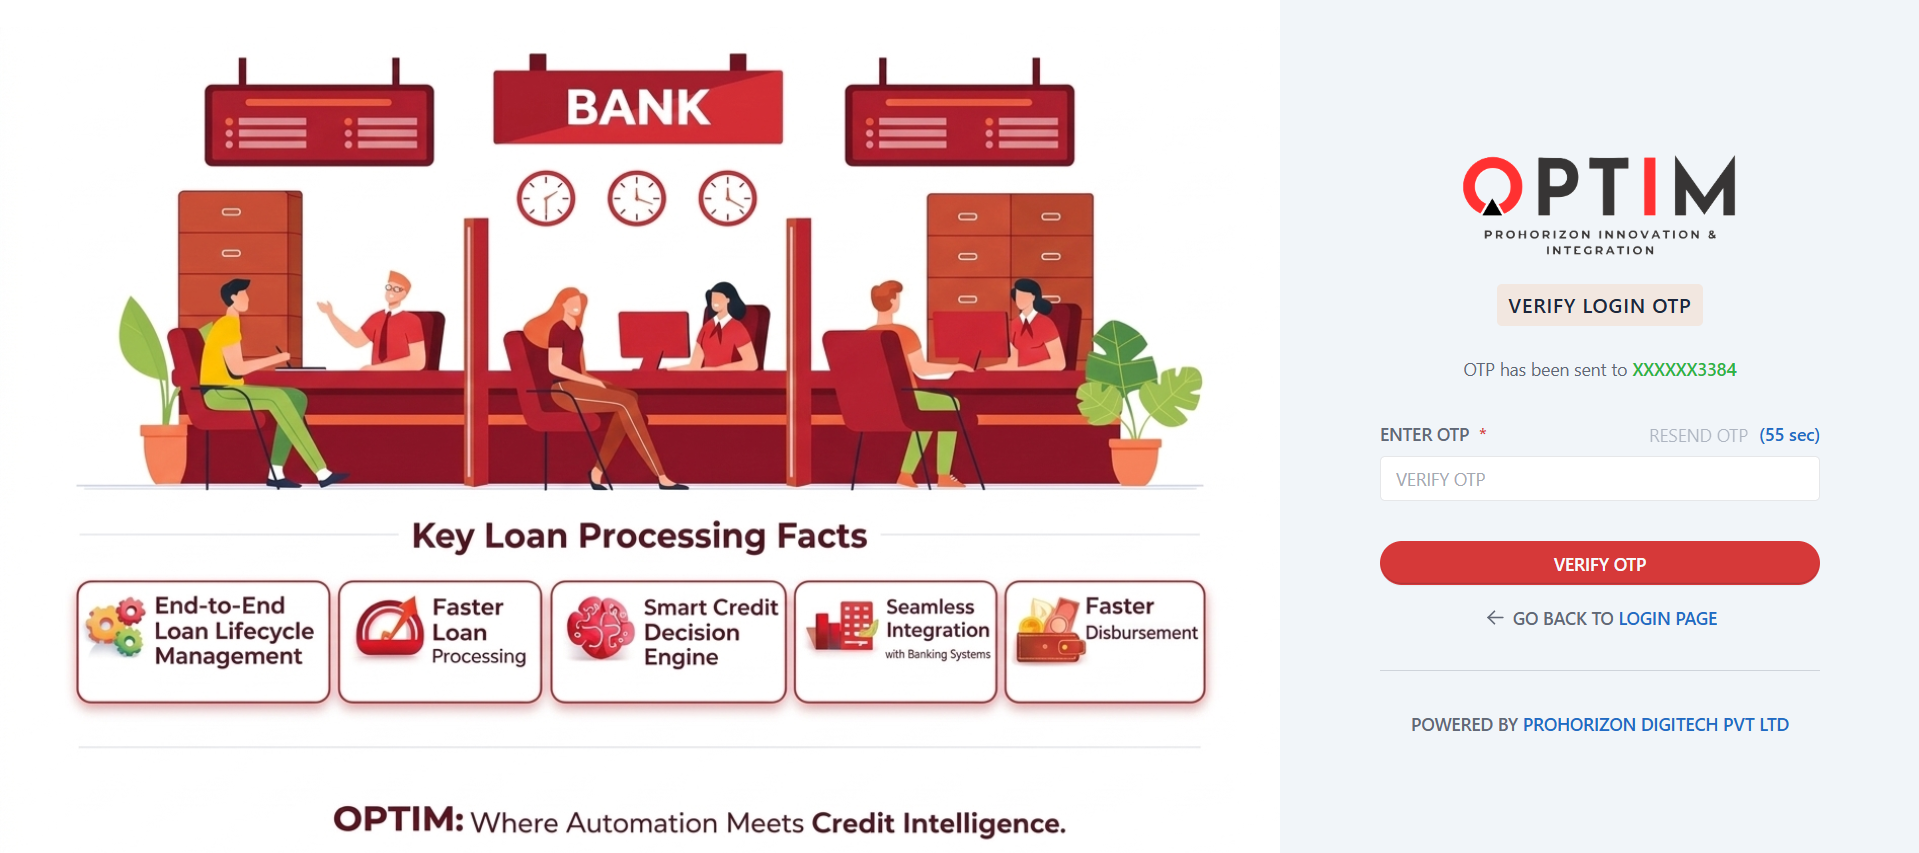 BANK
Key Loan Processing Facts
End-to-End
Loan Lifecycle
Management
Faster
Loan
Processing
Smart Credit
Decision
Engine
Seamless
Integration
with Banking Systems
Faster
Disbursement
OPTIM: Where Automation Meets Credit Intelligence.
OPTIM
PROHORIZON INNOVATION &
INTEGRATION
VERIFY LOGIN OTP
OTP has been sent to XXXXXX3384
ENTER OTP * RESEND OTP (55 sec)
VERIFY OTP
VERIFY OTP
← GO BACK TO LOGIN PAGE
POWERED BY PROHORIZON DIGITECH PVT LTD